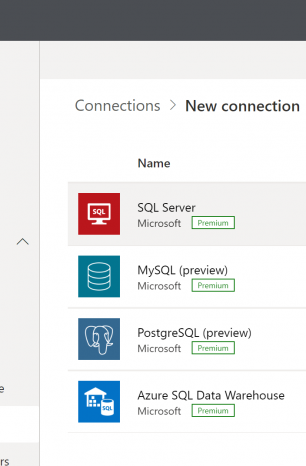 Connections > New connection
Name
SQL
SQL Server
Microsoft Premium
MySQL (preview)
Microsoft Premium
PostgreSQL (preview)
Microsoft Premium
SQL
Azure SQL Data Warehouse
Microsoft Premium
e
rs